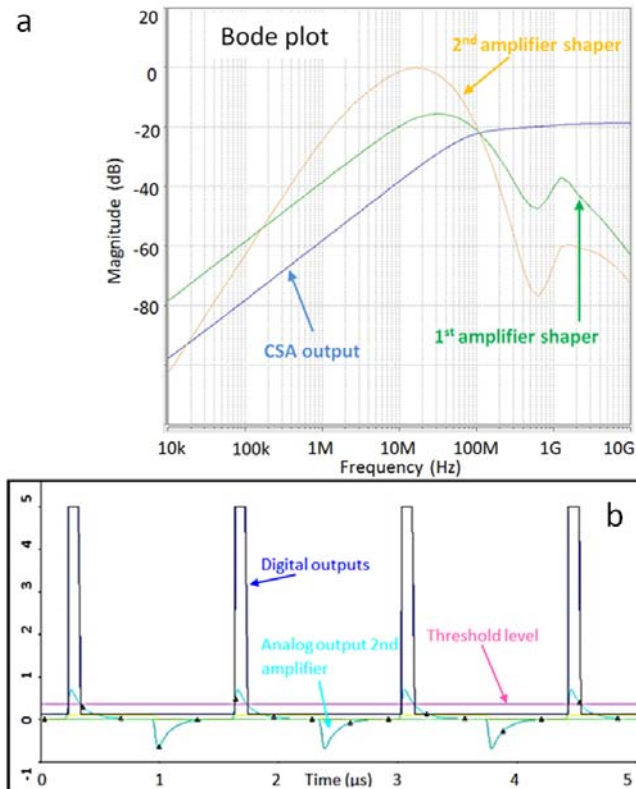 a
Bode plot
2nd amplifier shaper
20
0
-20
-40
-60
-80
Magnitude (dB)
CSA output
1st amplifier shaper
10k 100k 1M 10M 100M 1G 10G
Frequency (Hz)
b
5
4
3
2
1
0
-1
Digital outputs
Analog output 2nd
amplifier
Threshold level
0 1 2 3 4 5
Time (µs)